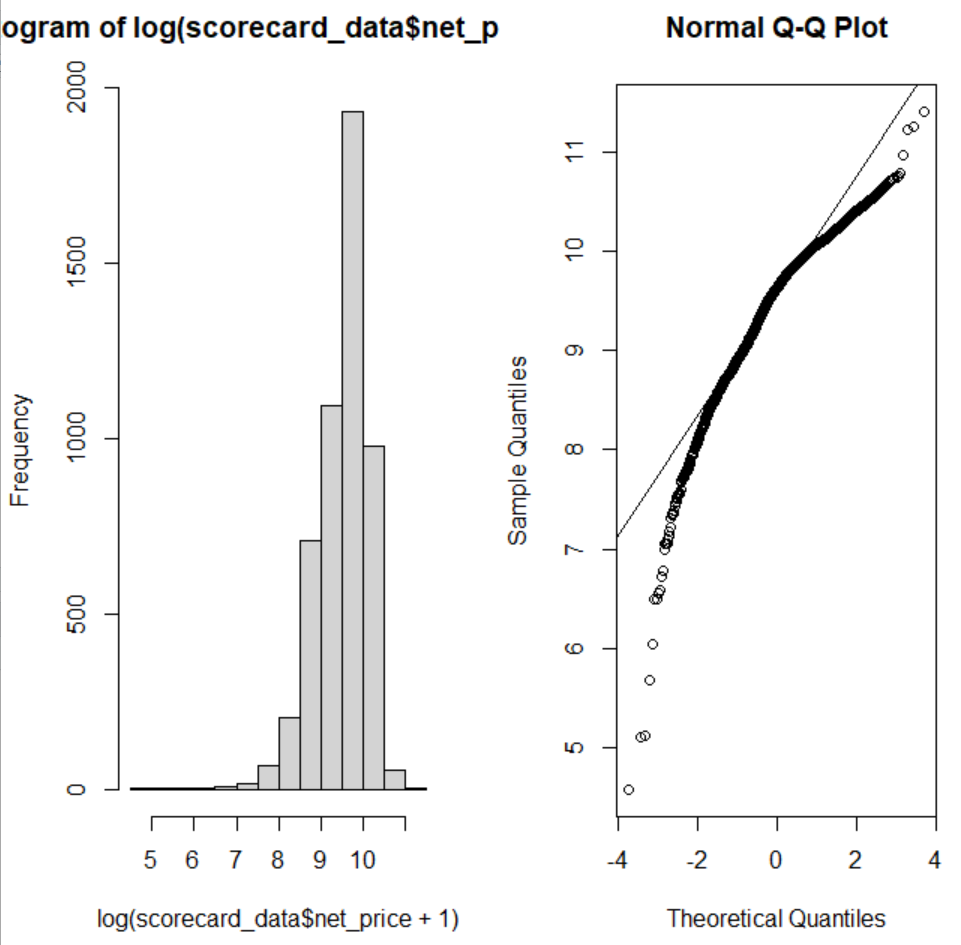 ogram of log(scorecard_data$net_p
Frequency
0
500
1000
1500
2000
5 6 7 8 9 10
log(scorecard_data$net_price + 1)
Normal Q-Q Plot
Sample Quantiles
5
6
7
8
9
10
11
-4 -2 0 2 4
Theoretical Quantiles